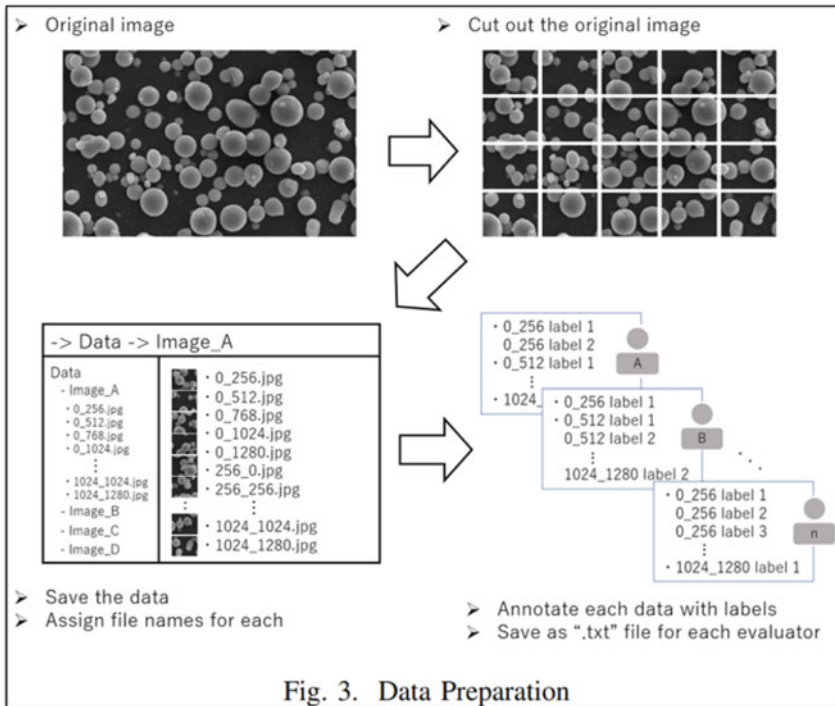 ➢ Original image
➢ Cut out the original image
-> Data -> Image_A
Data
- Image_A
・0_256.jpg
・0_512.jpg
・0_768.jpg
・0_1024.jpg
⋮
・1024_1024.jpg
・1024_1280.jpg
- Image_B
- Image_C
- Image_D
・0_256.jpg
・0_512.jpg
・0_768.jpg
・0_1024.jpg
・0_1280.jpg
・256_0.jpg
・256_256.jpg
⋮
・1024_1024.jpg
・1024_1280.jpg
・0_256 label 1
0_256 label 2
・0_512 label 1
⋮
・1024_
A
・0_256 label 1
・0_512 label 1
0_512 label 2
⋮
1024_1280 label 2
B
・0_256 label 1
0_256 label 2
0_256 label 3
⋮
・1024_1280 label 1
n
➢ Save the data
➢ Assign file names for each
➢ Annotate each data with labels
➢ Save as “.txt” file for each evaluator
Fig. 3. Data Preparation